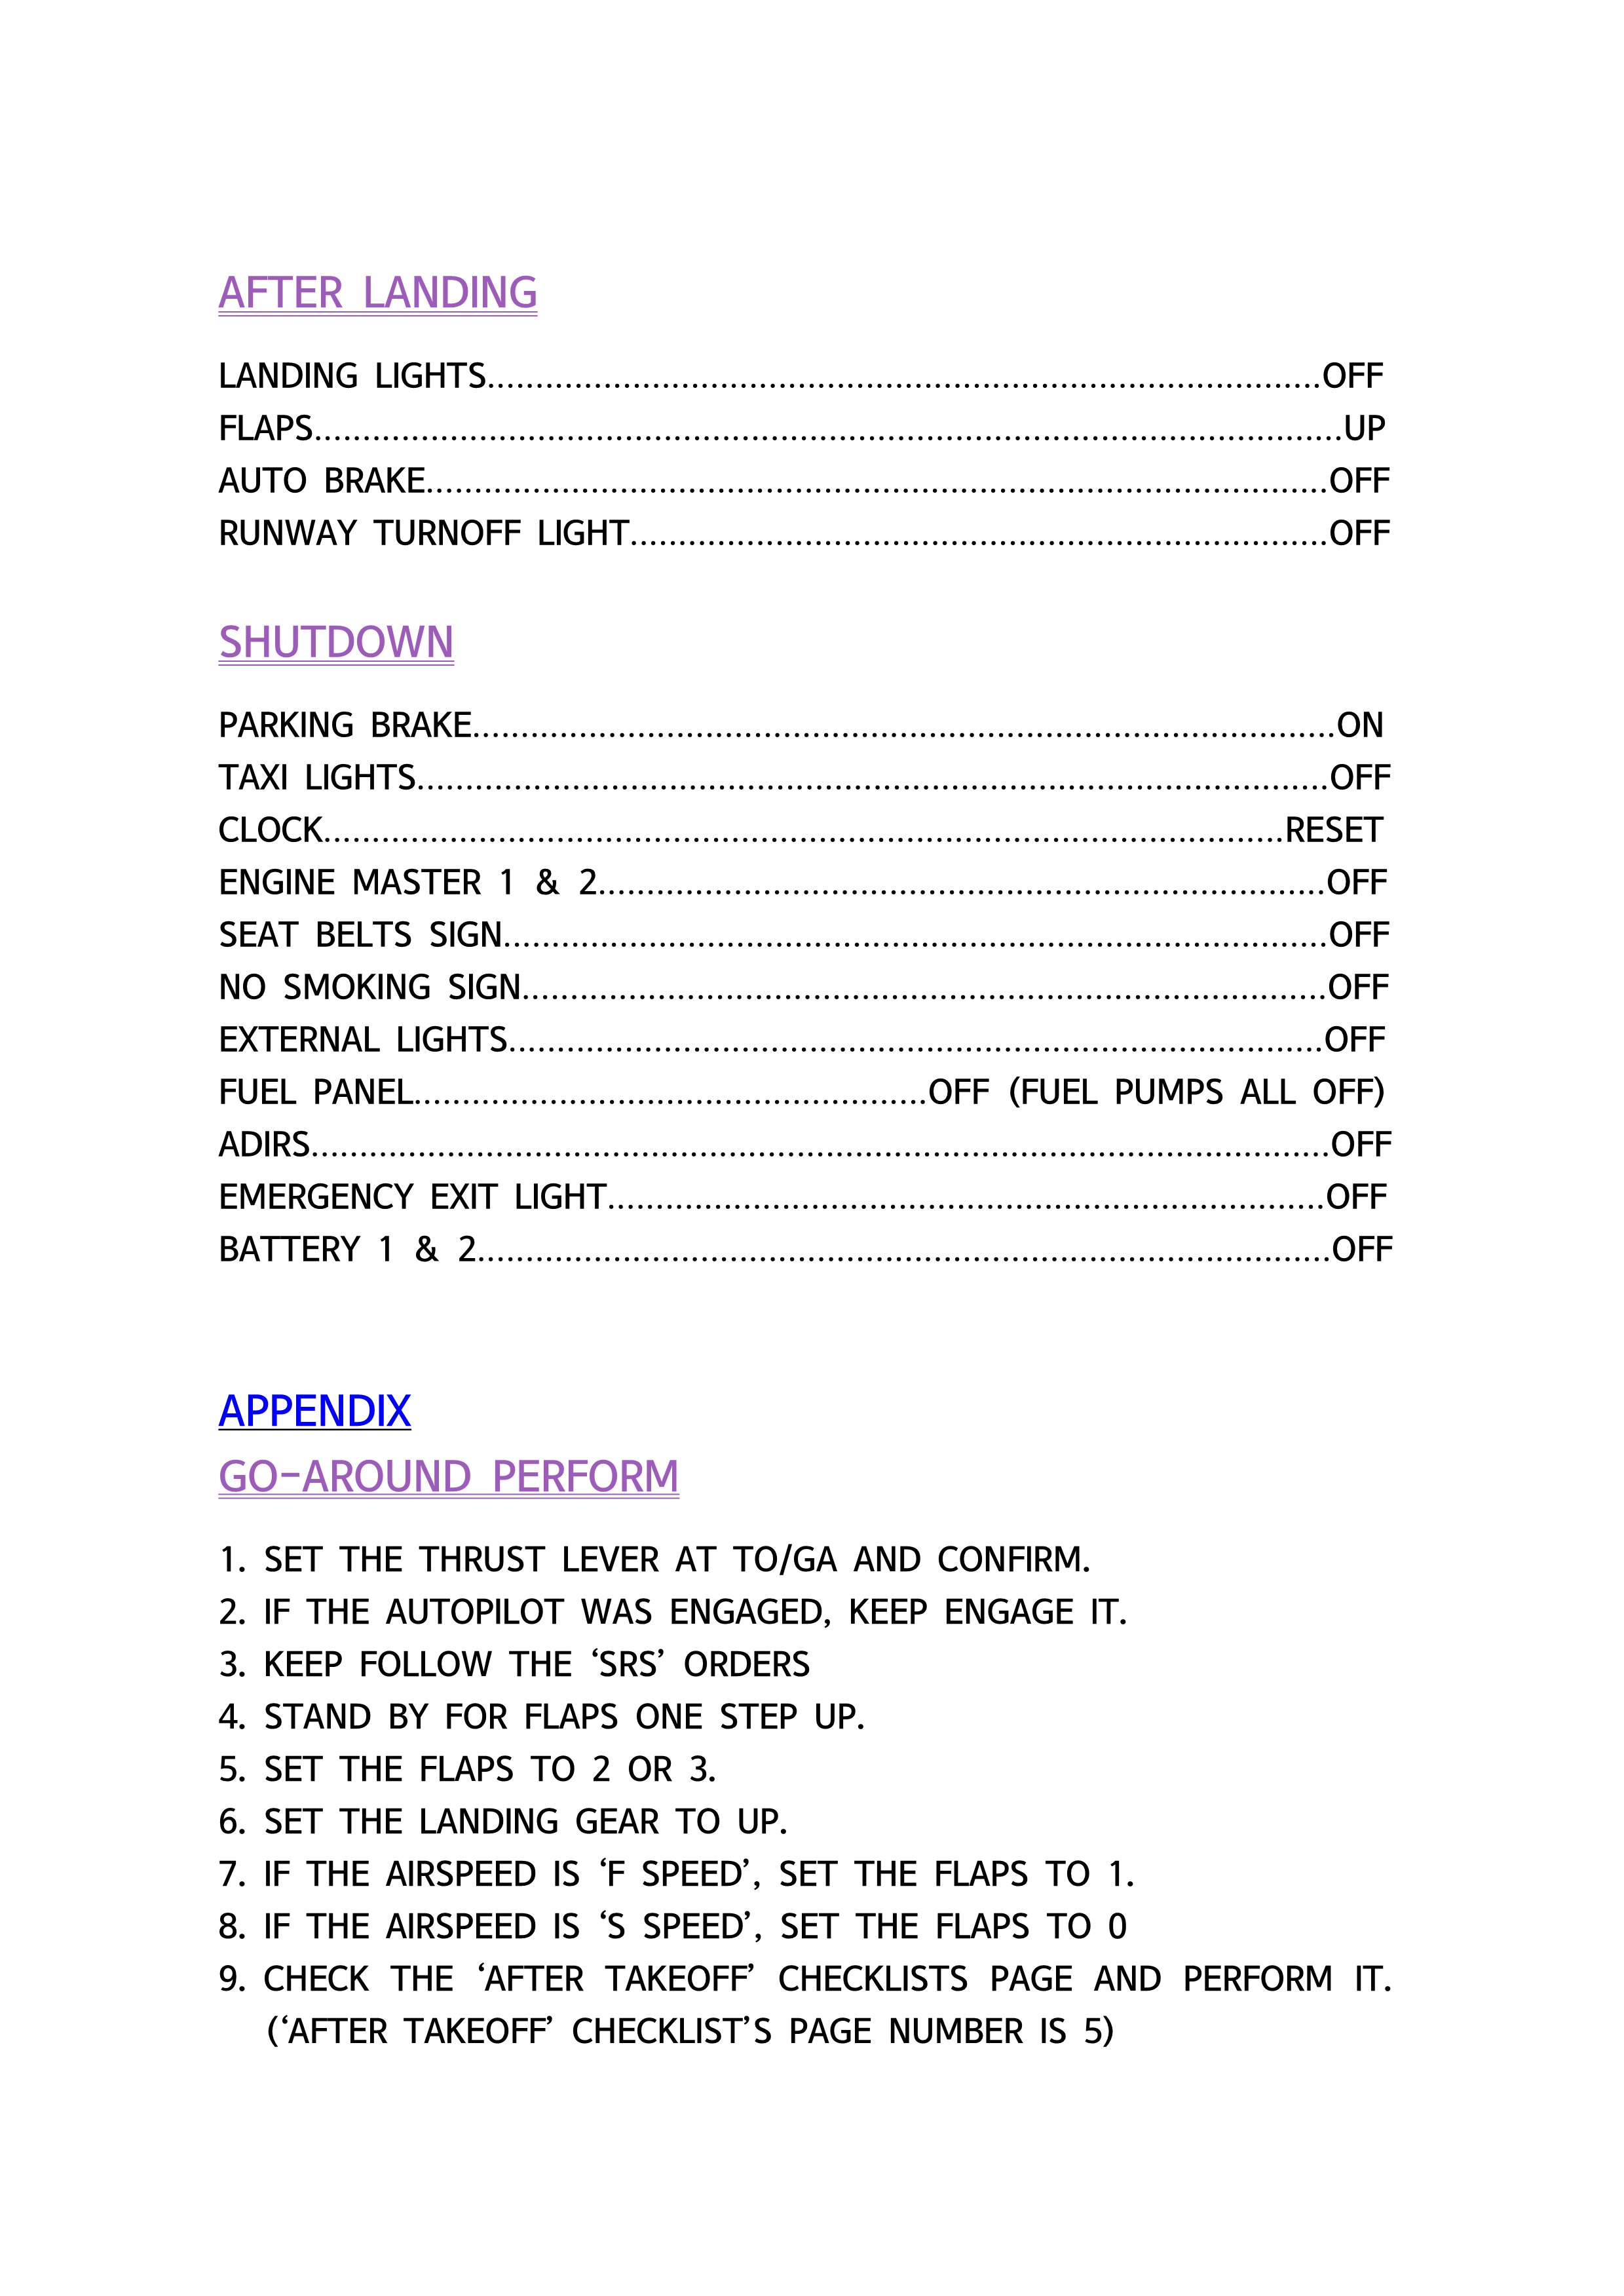 AFTER LANDING
LANDING LIGHTS.......................................................................................OFF
FLAPS...........................................................................................................UP
AUTO BRAKE..............................................................................................OFF
RUNWAY TURNOFF LIGHT.........................................................................OFF
SHUTDOWN
PARKING BRAKE..........................................................................................ON
TAXI LIGHTS...............................................................................................OFF
CLOCK....................................................................................................RESET
ENGINE MASTER 1 & 2............................................................................OFF
SEAT BELTS SIGN......................................................................................OFF
NO SMOKING SIGN....................................................................................OFF
EXTERNAL LIGHTS.....................................................................................OFF
FUEL PANEL.....................................................OFF (FUEL PUMPS ALL OFF)
ADIRS..........................................................................................................OFF
EMERGENCY EXIT LIGHT...........................................................................OFF
BATTERY 1 & 2.........................................................................................OFF
APPENDIX
GO-AROUND PERFORM
1. SET THE THRUST LEVER AT TO/GA AND CONFIRM.
2. IF THE AUTOPILOT WAS ENGAGED, KEEP ENGAGE IT.
3. KEEP FOLLOW THE ‘SRS’ ORDERS
4. STAND BY FOR FLAPS ONE STEP UP.
5. SET THE FLAPS TO 2 OR 3.
6. SET THE LANDING GEAR TO UP.
7. IF THE AIRSPEED IS ‘F SPEED’, SET THE FLAPS TO 1.
8. IF THE AIRSPEED IS ‘S SPEED’, SET THE FLAPS TO 0
9. CHECK THE ‘AFTER TAKEOFF’ CHECKLISTS PAGE AND PERFORM IT.
(‘AFTER TAKEOFF’ CHECKLIST’S PAGE NUMBER IS 5)